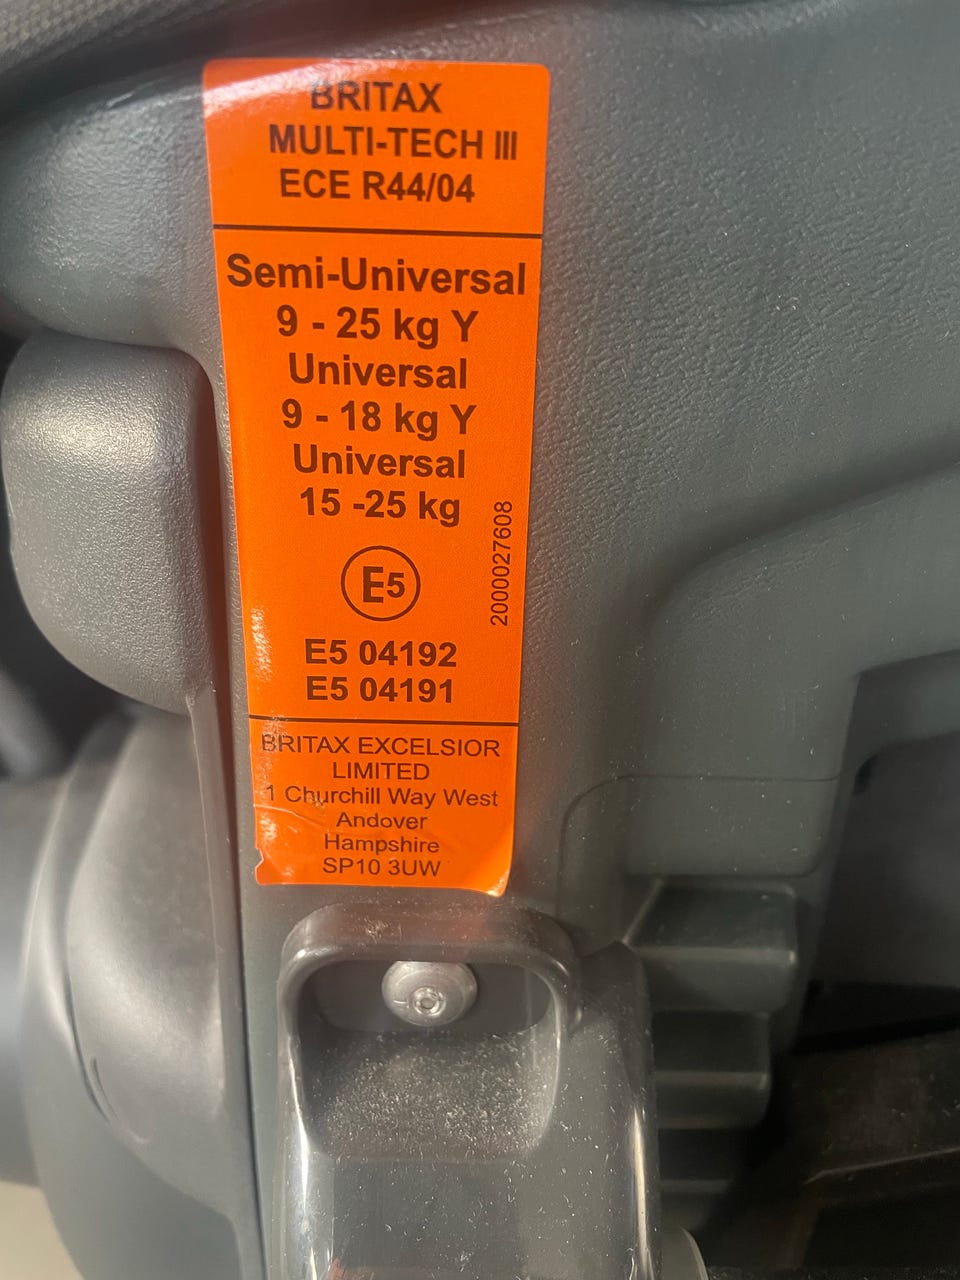 BRITAX
MULTI-TECH III
ECE R44/04
Semi-Universal
9 - 25 kg Y
Universal
9 - 18 kg Y
Universal
15 -25 kg
E5
2000027608
E5 04192
E5 04191
BRITAX EXCELSIOR
LIMITED
1 Churchill Way West
Andover
Hampshire
SP10 3UW